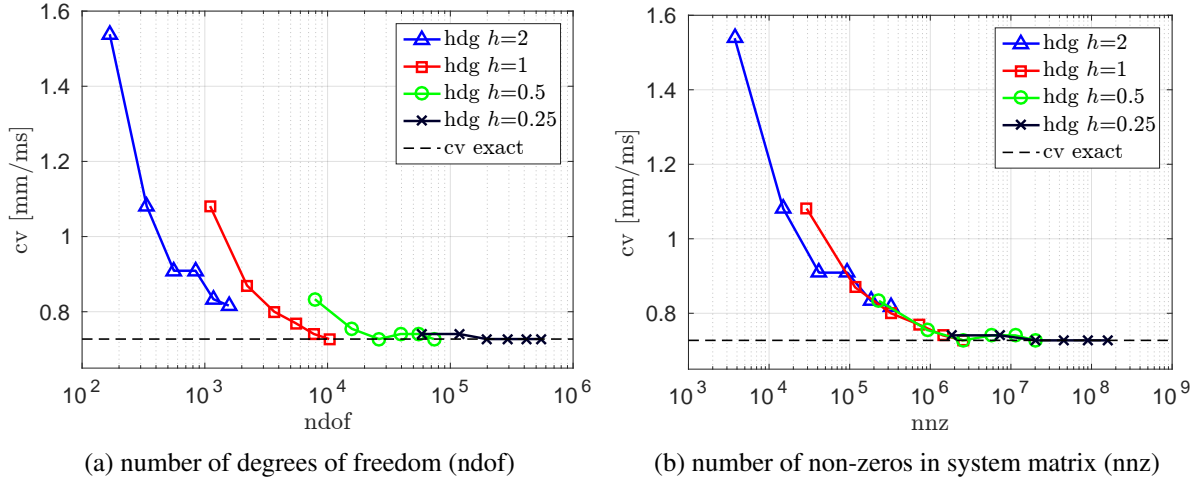 1.6
1.4
1.2
1
0.8
cv [mm/ms]
hdg h=2
hdg h=1
hdg h=0.5
hdg h=0.25
cv exact
10^2
10^3
10^4
10^5
10^6
ndof
(a) number of degrees of freedom (ndof)
1.6
1.4
1.2
1
0.8
cv [mm/ms]
hdg h=2
hdg h=1
hdg h=0.5
hdg h=0.25
cv exact
10^3
10^4
10^5
10^6
10^7
10^8
10^9
nnz
(b) number of non-zeros in system matrix (nnz)